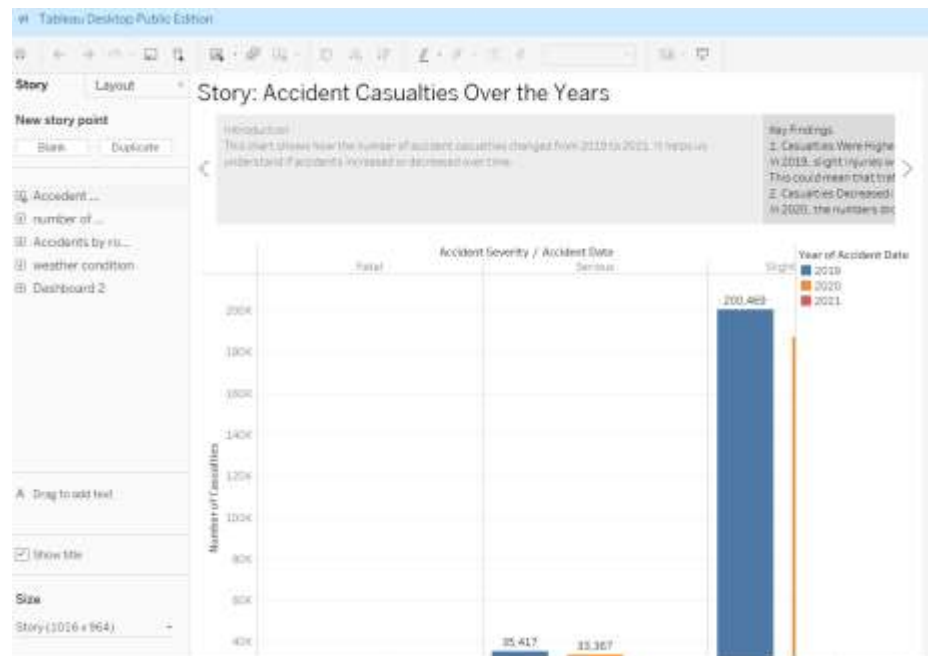 Tableau Desktop Public Edition
Story
Layout
Story: Accident Casualties Over the Years
New story point
Blank
Duplicate
Introduction
This chart shows how the number of accident casualties changed from 2019 to 2021. It helps us
understand if accidents increased or decreased over time.
Key Findings
1. Casualties Were Highe
In 2019, slight injuries w
This could mean that traf
2. Casualties Decreased i
In 2020, the numbers dro
Accedent ...
number of ...
Accidents by ro...
weather condition
Dashboard 2
Accident Severity / Accident Date
Fatal
Serious
Slight
Year of Accident Date
2019
2020
2021
200,469
200K
180K
160K
140K
120K
100K
80K
60K
40K
Number of Casualties
35,417
33,367
A Drag to add text
Show title
Size
Story (1016 x 964)